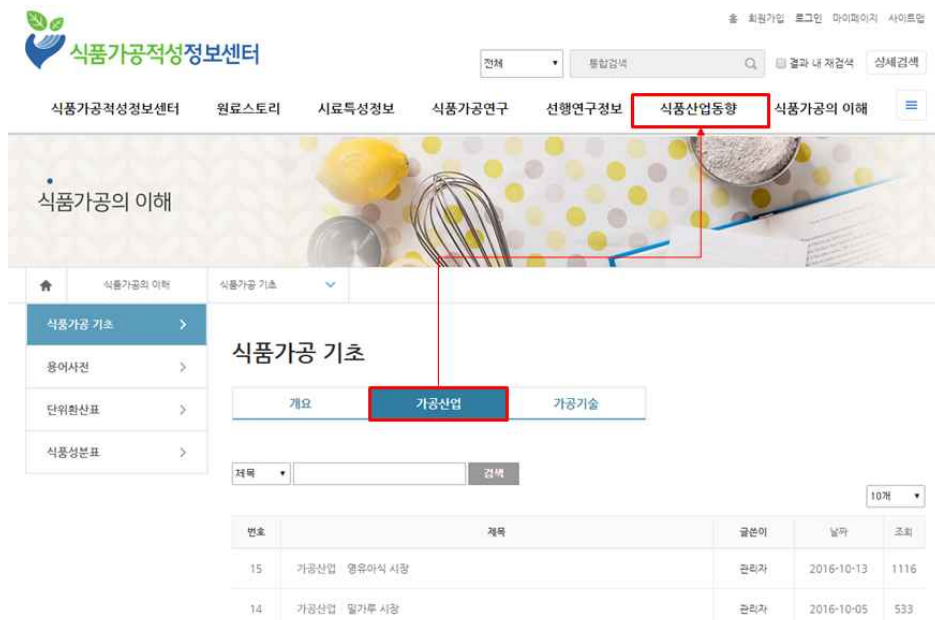 홈 회원가입 로그인 마이페이지 사이트맵
식품가공적성정보센터
전체 통합검색 결과 내 재검색 상세검색
식품가공적성정보센터 원료스토리 시료특성정보 식품가공연구 선행연구정보 식품산업동향 식품가공의 이해
식품가공의 이해
식품가공의 이해 식품가공 기초
식품가공 기초
용어사전
단위환산표
식품성분표
식품가공 기초
개요 가공산업 가공기술
제목 검색
10개
번호 제목 글쓴이 날짜 조회
15 가공산업 영유아식 시장 관리자 2016-10-13 1116
14 가공산업 밀가루 시장 관리자 2016-10-05 533